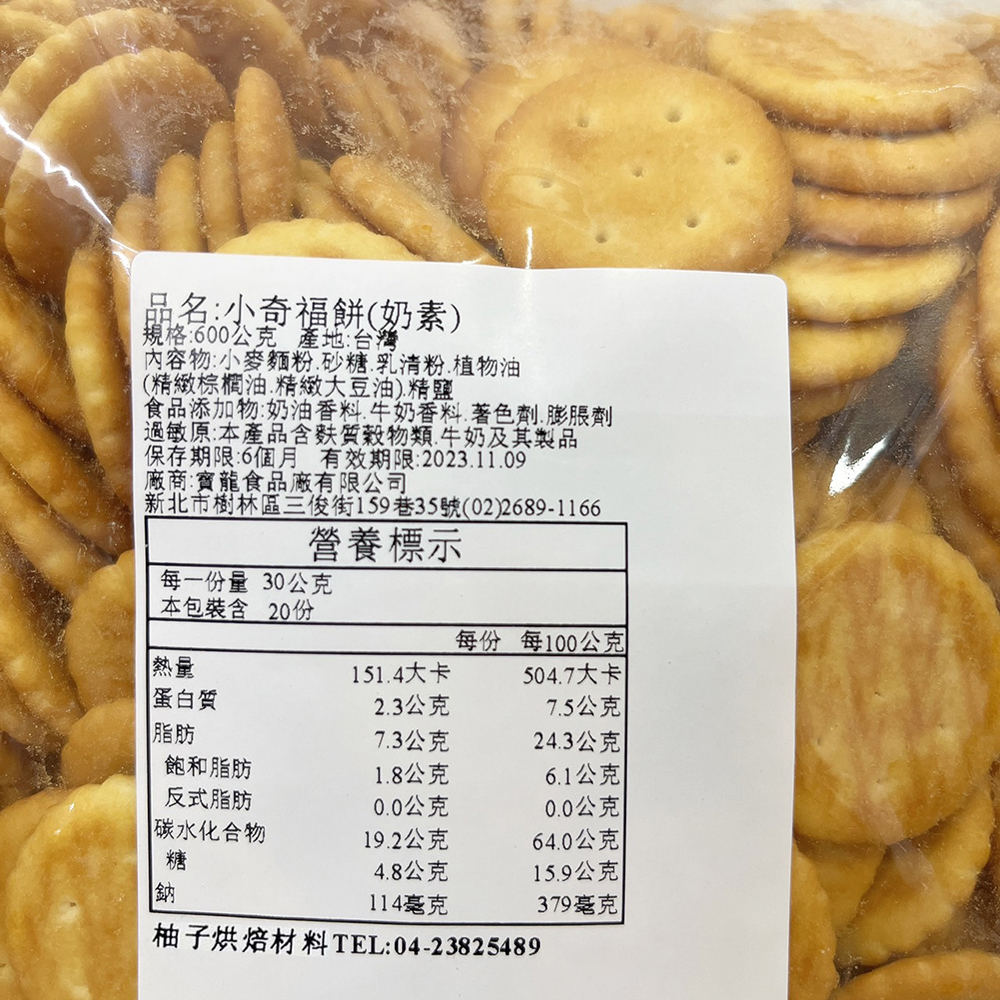 品名:小奇福餅(奶素)
規格:600公克 產地:台灣
內容物:小麥麵粉.砂糖.乳清粉.植物油
(精緻棕櫚油.精緻大豆油).精鹽
食品添加物:奶油香料.牛奶香料.著色劑.膨脹劑
過敏原:本產品含麩質穀物類.牛奶及其製品
保存期限:6個月 有效期限:2023.11.09
廠商:寶龍食品廠有限公司
新北市樹林區三俊街159巷35號(02)2689-1166
營養標示
每一份量 30公克
本包裝含 20份
每份 每100公克
熱量 151.4大卡 504.7大卡
蛋白質 2.3公克 7.5公克
脂肪 7.3公克 24.3公克
飽和脂肪 1.8公克 6.1公克
反式脂肪 0.0公克 0.0公克
碳水化合物 19.2公克 64.0公克
糖 4.8公克 15.9公克
鈉 114毫克 379毫克
柚子烘焙材料TEL:04-23825489